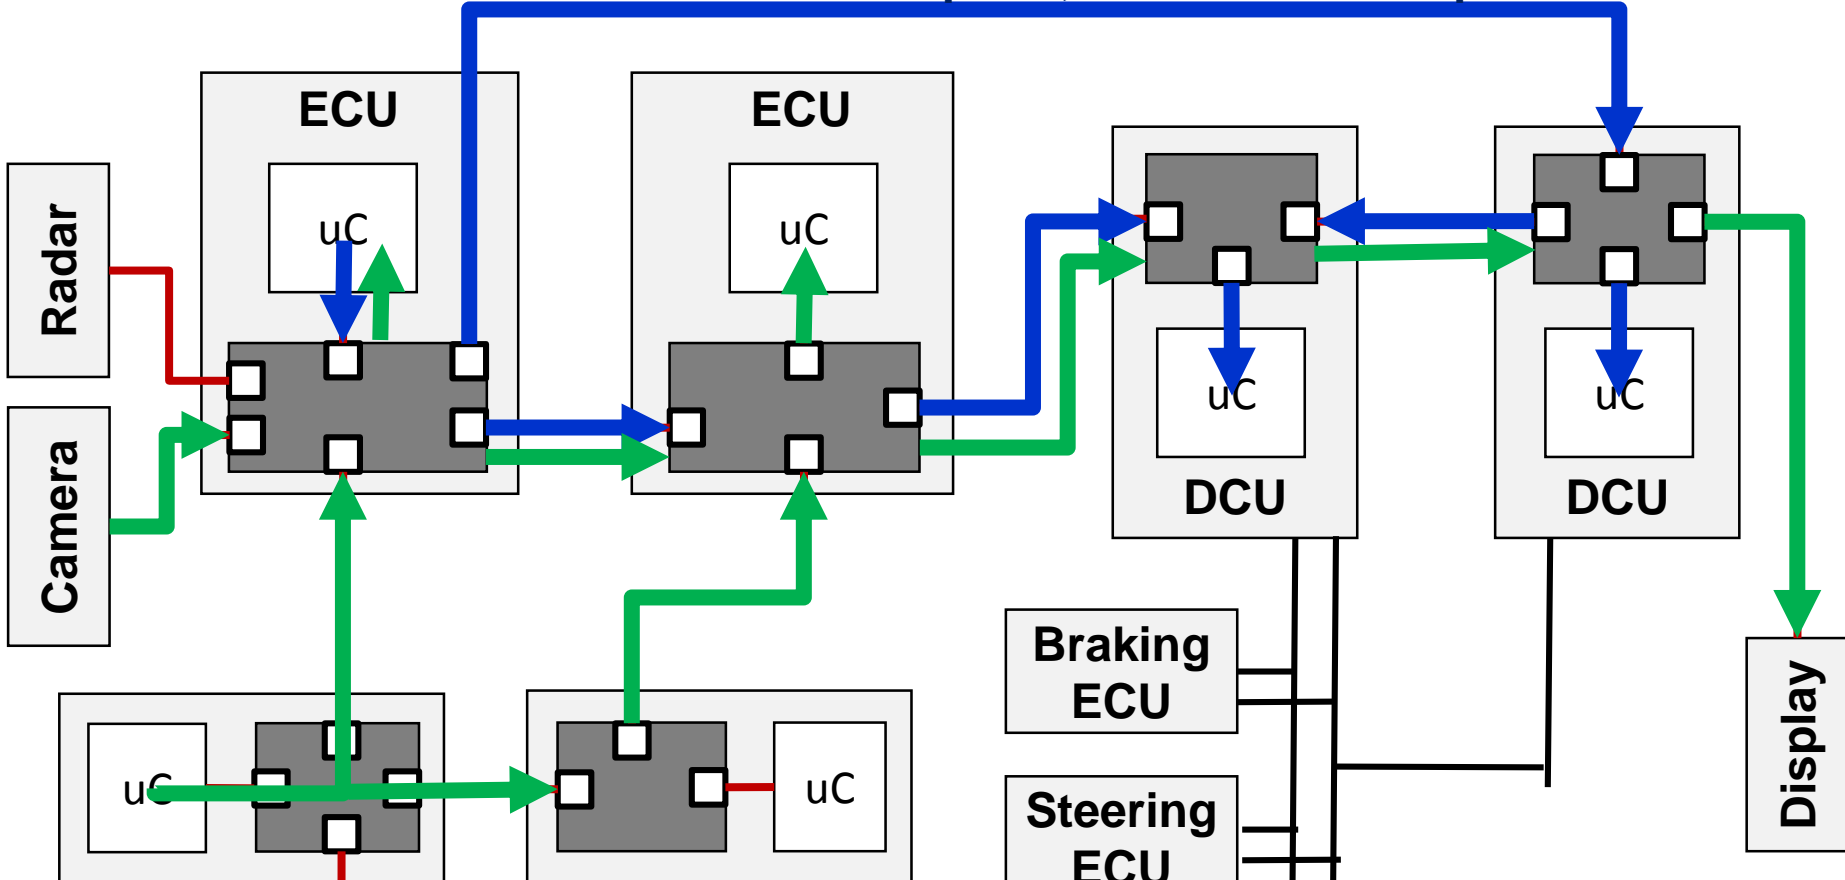 ECU
ECU
uC
uC
Radar
Camera
uC
uC
DCU
DCU
Braking
ECU
Steering
ECU
Display
uC
uC